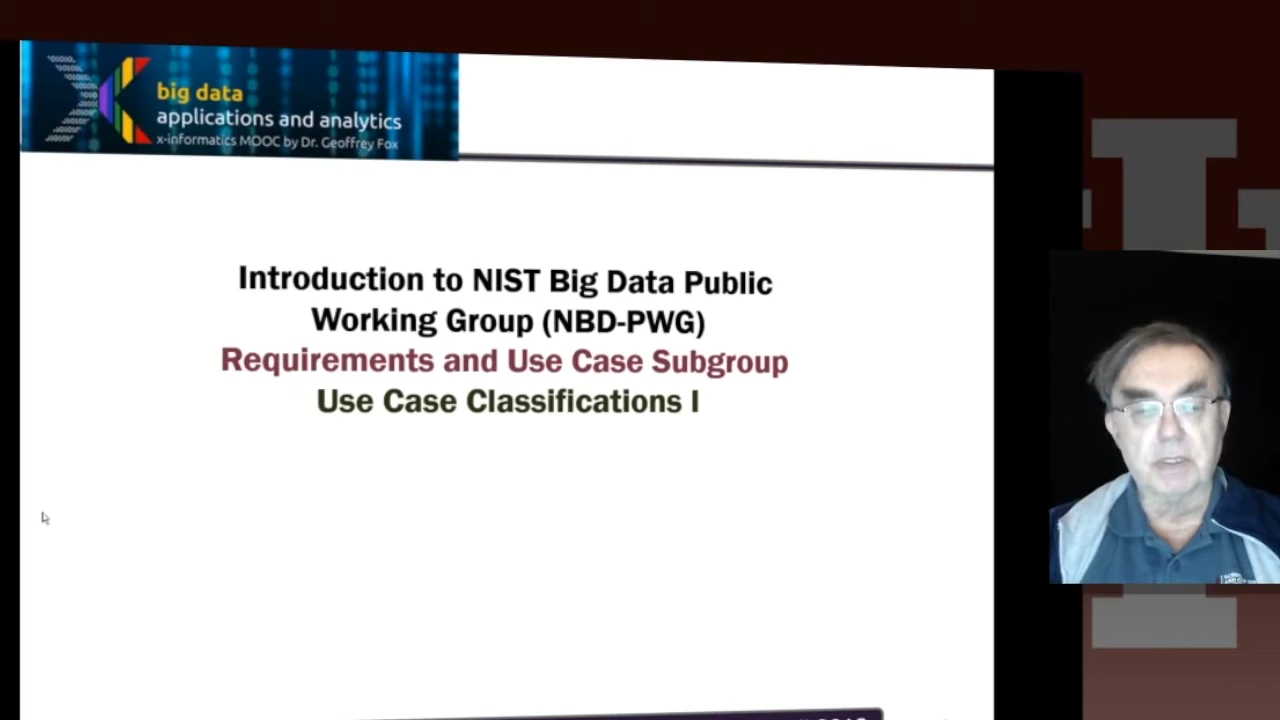 big data
applications and analytics
x-informatics MOOC by Dr. Geoffrey Fox
Introduction to NIST Big Data Public
Working Group (NBD-PWG)
Requirements and Use Case Subgroup
Use Case Classifications I